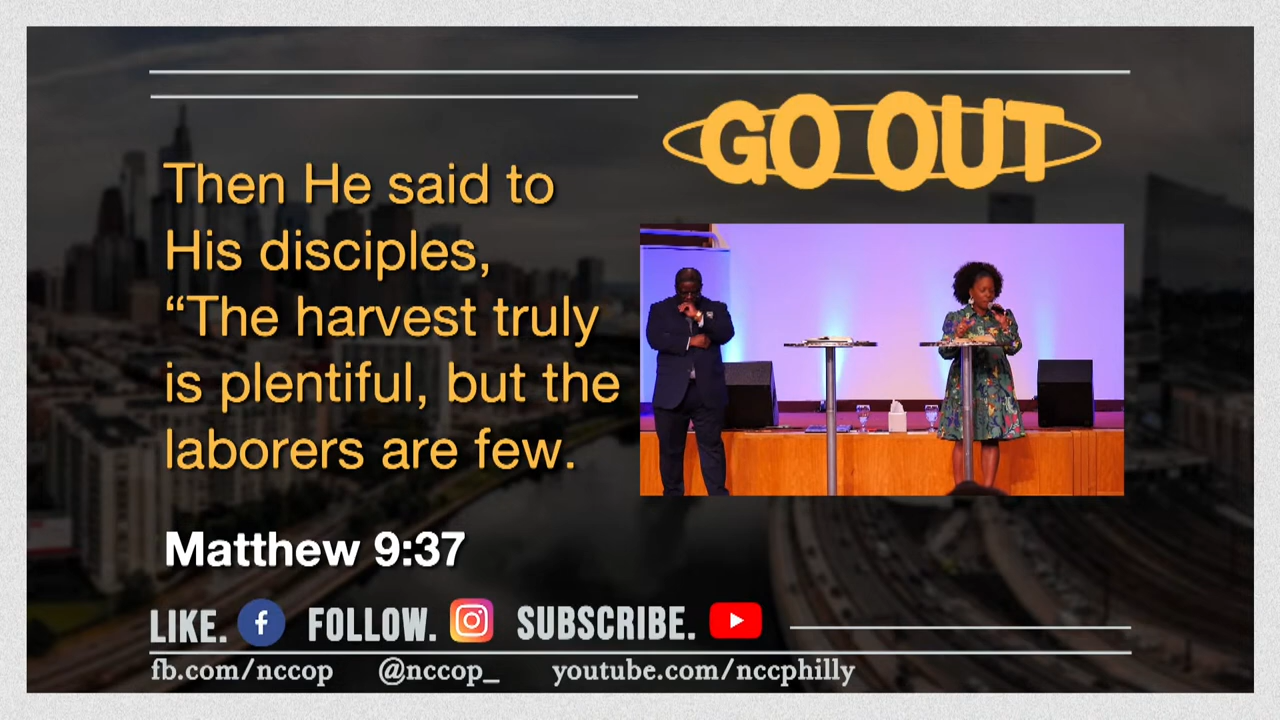 GO OUT
Then He said to
His disciples,
“The harvest truly
is plentiful, but the
laborers are few.
Matthew 9:37
LIKE. FOLLOW. SUBSCRIBE.
fb.com/nccop @nccop_ youtube.com/nccphilly